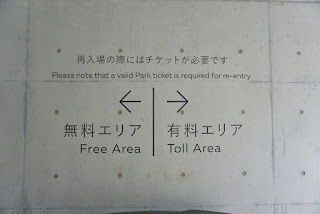 再入場の際にはチケットが必要です
Please note that a valid Park ticket is required for re-entry
無料エリア
Free Area
有料エリア
Toll Area